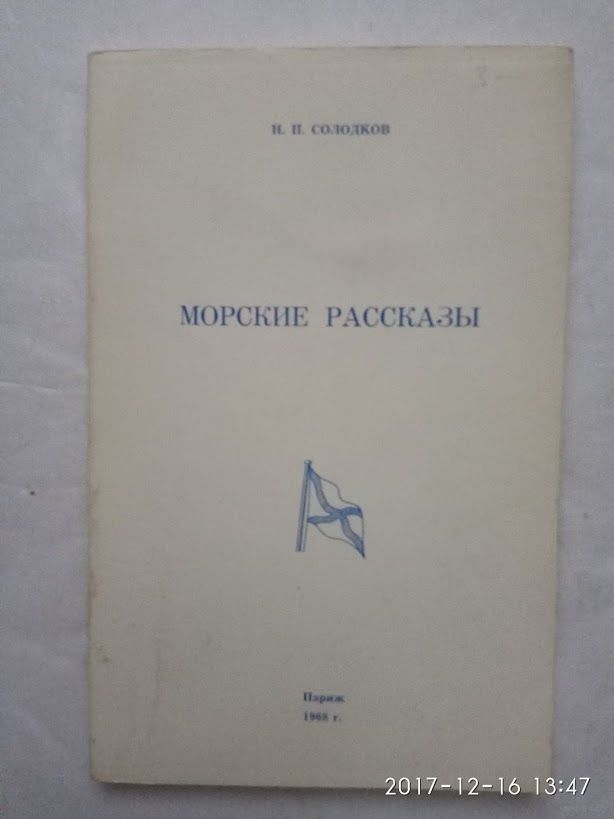 Н. П. СОЛОДКОВ
МОРСКИЕ РАССКАЗЫ
Париж
1968 г.
2017-12-16 13:47